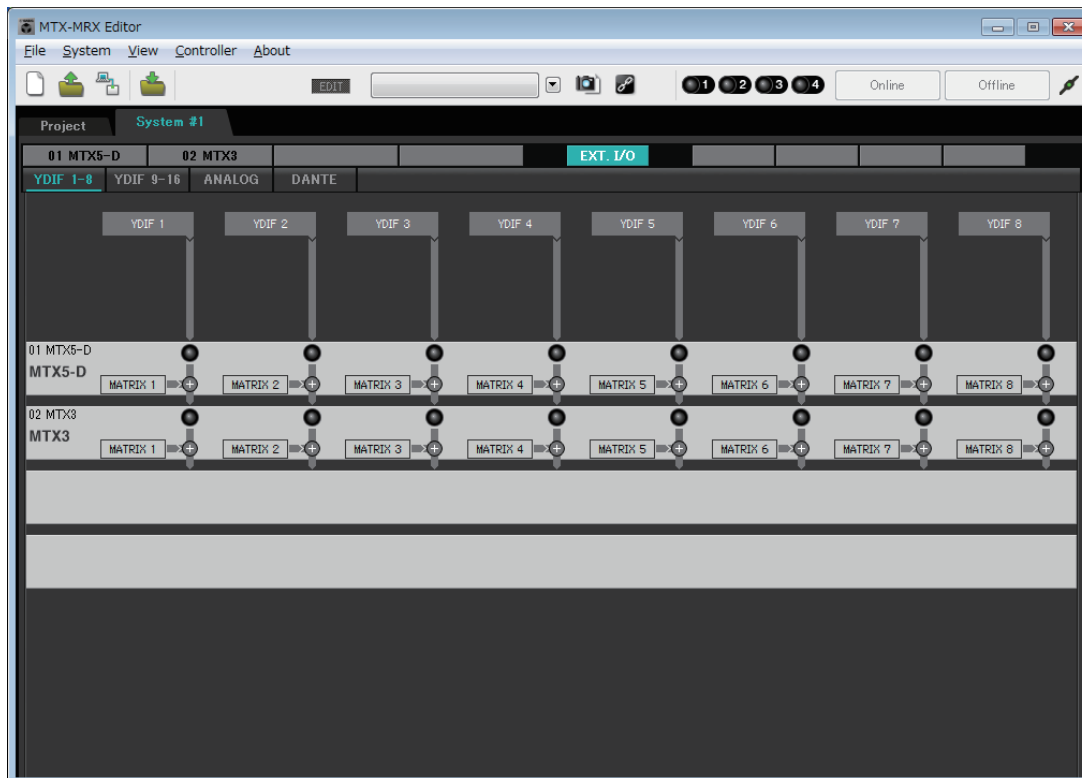 MTX-MRX Editor
File System View Controller About
EDIT 1 2 3 4 Online Offline
Project System #1
01 MTX5-D 02 MTX3 EXT. I/O
YDIF 1-8 YDIF 9-16 ANALOG DANTE
YDIF 1 YDIF 2 YDIF 3 YDIF 4 YDIF 5 YDIF 6 YDIF 7 YDIF 8
01 MTX5-D
MTX5-D
MATRIX 1 MATRIX 2 MATRIX 3 MATRIX 4 MATRIX 5 MATRIX 6 MATRIX 7 MATRIX 8
02 MTX3
MTX3
MATRIX 1 MATRIX 2 MATRIX 3 MATRIX 4 MATRIX 5 MATRIX 6 MATRIX 7 MATRIX 8